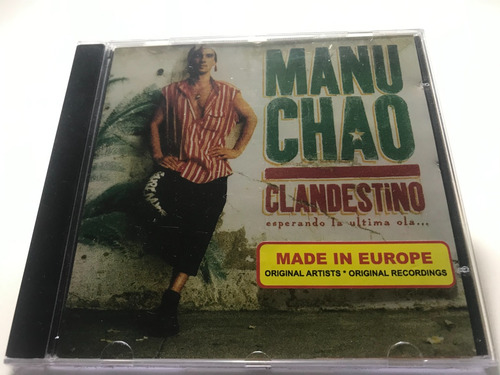 MANU
CHAO
CLANDESTiNO
esperando la ultima ola...
MADE IN EUROPE
ORIGINAL ARTISTS * ORIGINAL RECORDINGS